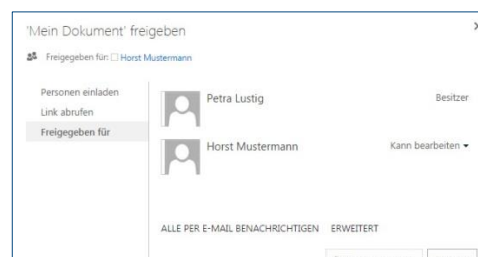 'Mein Dokument' freigeben
Freigegeben für: Horst Mustermann
Personen einladen
Link abrufen
Freigegeben für
Petra Lustig Besitzer
Horst Mustermann Kann bearbeiten
ALLE PER E-MAIL BENACHRICHTIGEN ERWEITERT